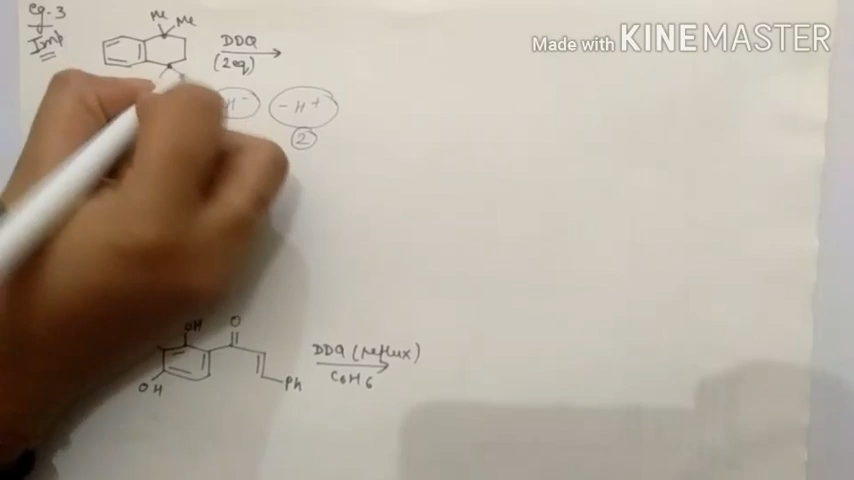 eg-3
Imp
Me Me
DDQ
(2eq)
H⁻
-H⁺
2
OH
O
OH
Ph
DDQ (reflux)
C6H6
Made with KINEMASTER